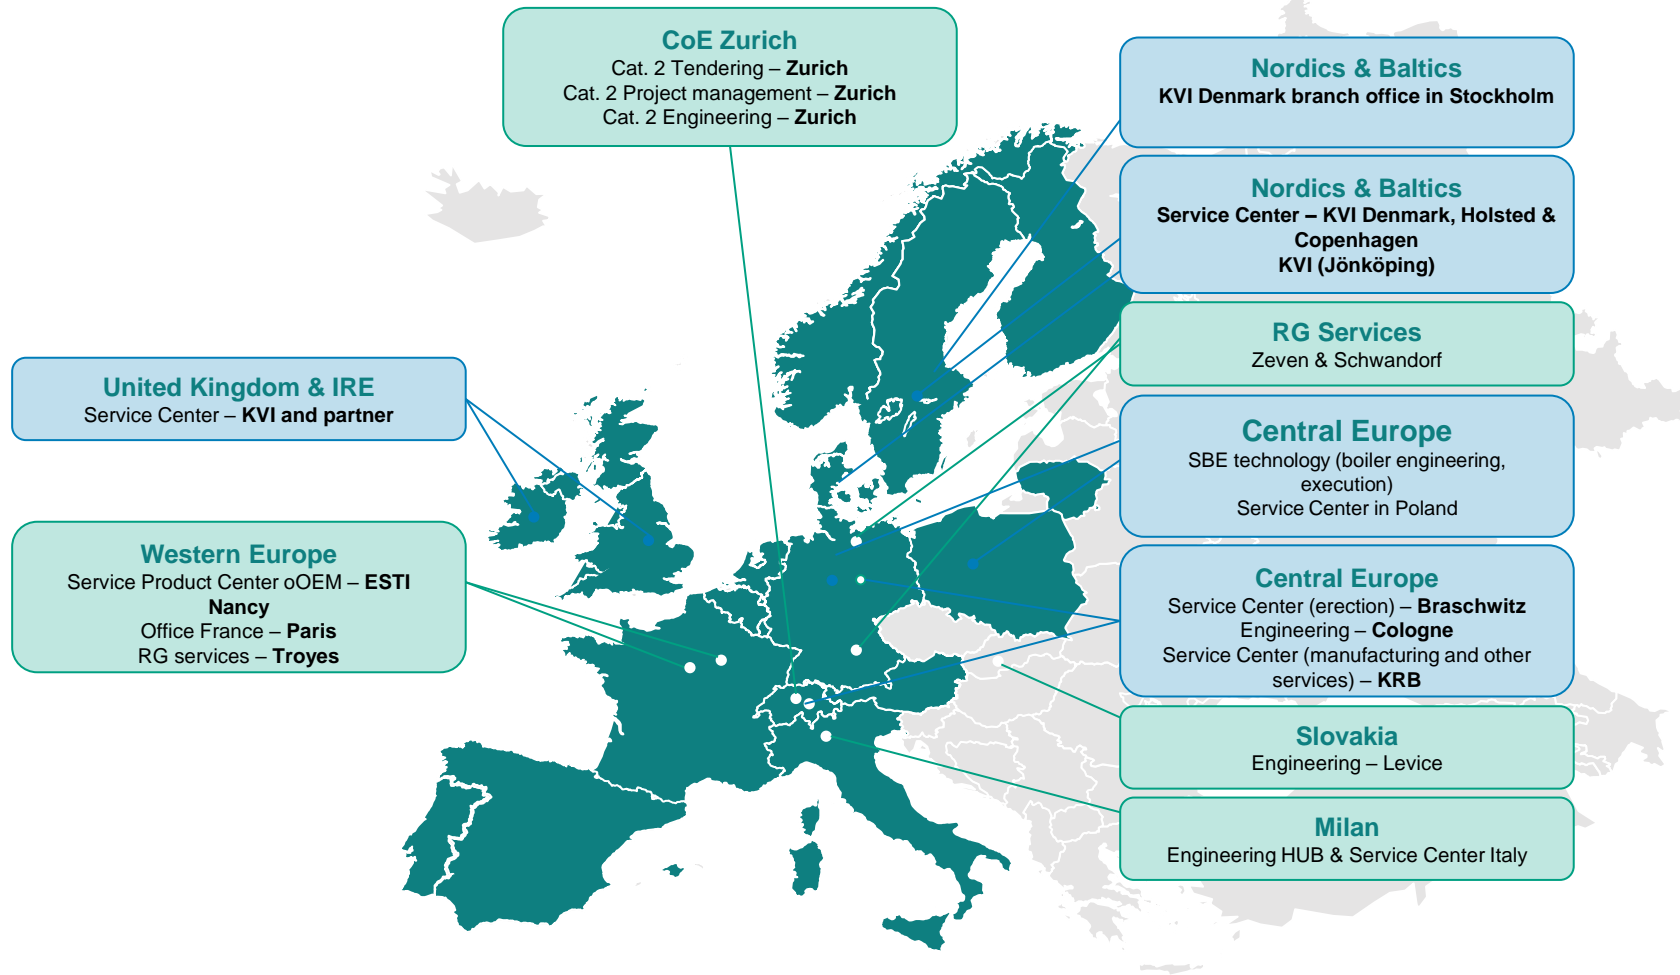 CoE Zurich
Cat. 2 Tendering – Zurich
Cat. 2 Project management – Zurich
Cat. 2 Engineering – Zurich
Nordics & Baltics
KVI Denmark branch office in Stockholm
Nordics & Baltics
Service Center – KVI Denmark, Holsted &
Copenhagen
KVI (Jönköping)
RG Services
Zeven & Schwandorf
United Kingdom & IRE
Service Center – KVI and partner
Central Europe
SBE technology (boiler engineering,
execution)
Service Center in Poland
Western Europe
Service Product Center oOEM – ESTI
Nancy
Office France – Paris
RG services – Troyes
Central Europe
Service Center (erection) – Braschwitz
Engineering – Cologne
Service Center (manufacturing and other
services) – KRB
Slovakia
Engineering – Levice
Milan
Engineering HUB & Service Center Italy